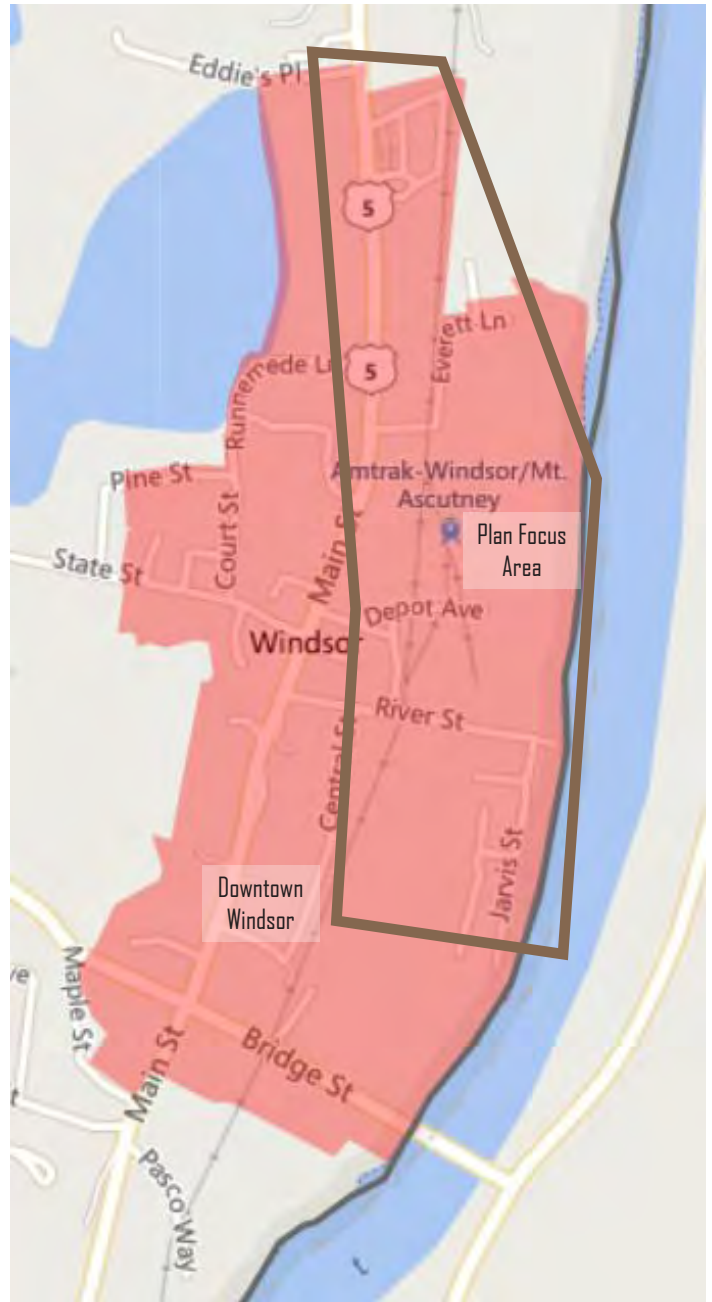 Eddie's Pl
5
5
Everett Ln
Runnemede L
Amtrak-Windsor/Mt.
Ascutney
Pine St
Court St
Plan Focus
Area
State St
Main St
Depot Ave
Windsor
River St
Central St
Jarvis St
Downtown
Windsor
Maple St
ve
Main St
Bridge St
t
Pasco Way